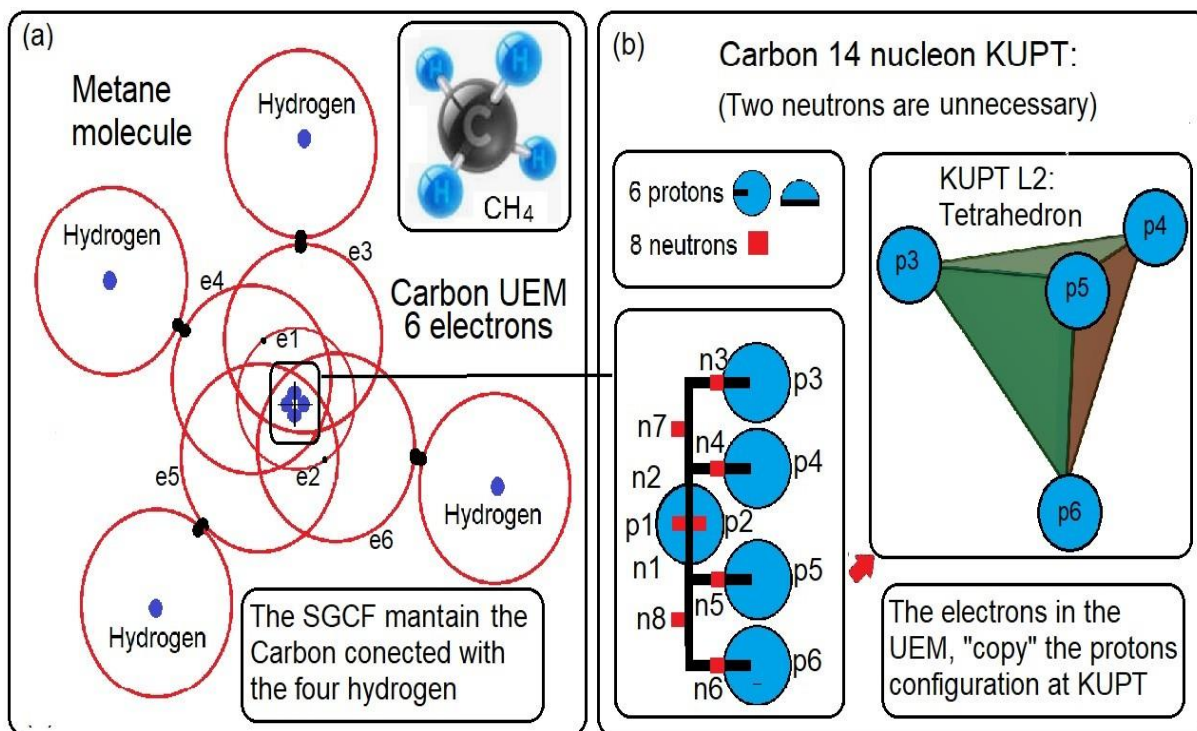 (a)
Metane
molecule
Hydrogen
Hydrogen
H
H
C
H
H
CH4
e3
e4
e1
Carbon UEM
6 electrons
e5
e2
e6
Hydrogen
Hydrogen
The SGCF mantain the
Carbon conected with
the four hydrogen
(b)
Carbon 14 nucleon KUPT:
(Two neutrons are unnecessary)
6 protons
8 neutrons
n3
p3
n7
n4
p4
n2
p1
p2
n1
p5
n5
n8
n6
p6
KUPT L2:
Tetrahedron
p4
p3
p5
p6
The electrons in the
UEM, "copy" the protons
configuration at KUPT